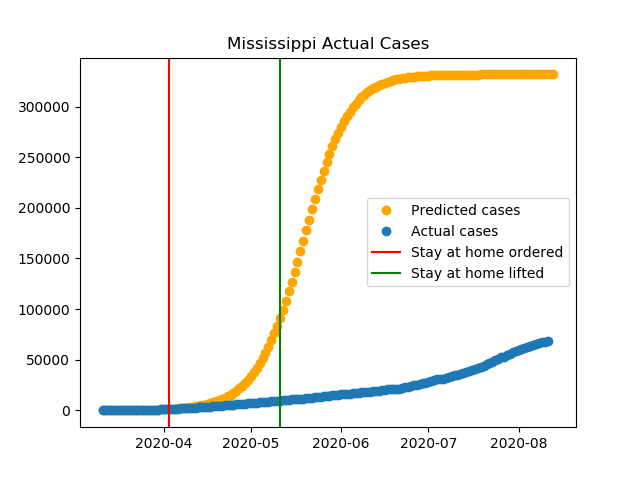 Mississippi Actual Cases
300000
250000
200000
150000
100000
50000
0
Predicted cases
Actual cases
Stay at home ordered
Stay at home lifted
2020-04 2020-05 2020-06 2020-07 2020-08